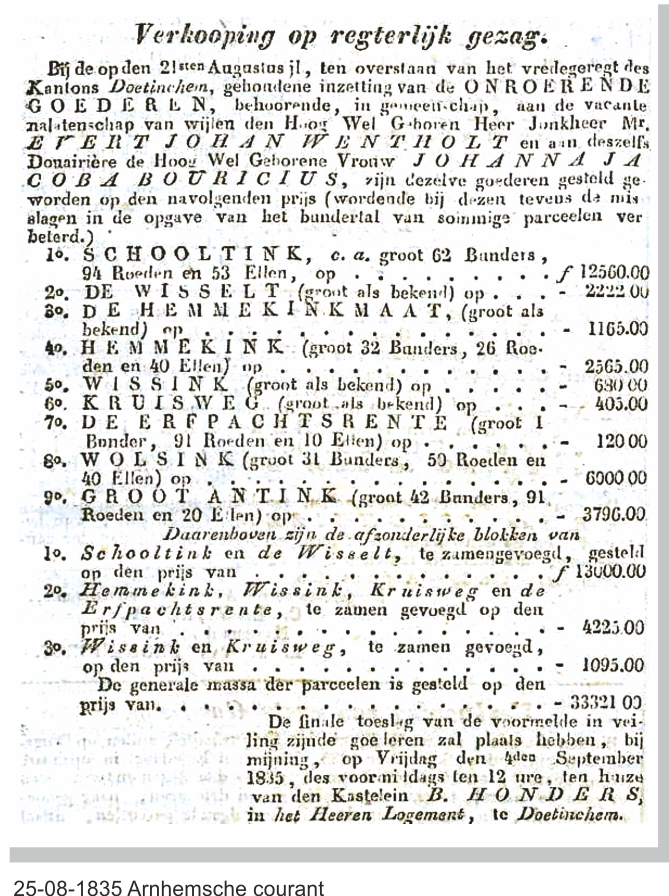 Verkooping op regterlijk gezag.
Bij de op den 21sten Augustus jl, ten overstaan van het vredegeregt des
Kantons Doetinchem, gehoudene inzetting van de ONROERENDE
GOEDEREN, behoorende, in gemeenschap, aan de vacante
nalatenschap van wijlen den Hoog Wel Geboren Heer Jonkheer Mr.
EVERT JOHAN WENTHOLT en aan deszelfs
Douairière de Hoog Wel Geborene Vrouw JOHANNA JA
COBA BOURICIUS, zijn dezelve goederen gesteld ge-
worden op den navolgenden prijs (wordende bij dezen tevens de mis
slagen in de opgave van het bundertal van sommige parceelen ver
beterd.)
1o. SCHOOLTINK, c. a. groot 62 Bunders,
94 Roeden en 53 Ellen, op . . . . . . . . . f 12560.00
2o. DE WISSELT (groot als bekend) op . . . - 2222 00
3o. DE HEMMEKINKMAAT, (groot als
bekend) op . . . . . . . . . . . . . . . - 1165.00
4o. HEMMEKINK (groot 32 Bunders, 26 Roe-
den en 40 Ellen) op . . . . . . . . . . . . - 2565.00
5o. WISSINK (groot als bekend) op . . . . . - 680 00
6o. KRUISWEG (groot als bekend) op . . . - 405.00
7o. DE ERFPACHTSRENTE (groot 1
Bunder, 91 Roeden en 10 Ellen) op . . . . . . - 120 00
8o. WOLSINK (groot 31 Bunders, 59 Roeden en
40 Ellen) op . . . . . . . . . . . . . . - 6000 00
9o. GROOT ANTINK (groot 42 Bunders, 91
Roeden en 20 Ellen) op . . . . . . . . . . . - 3796.00
Daarenboven zijn de afzonderlijke blokken van
1o. Schooltink en de Wisselt, te zamengevoegd, gesteld
op den prijs van . . . . . . . . . . . . f 13000.00
2o. Hemmekink, Wissink, Kruisweg en de
Erfpachtsrente, te zamen gevoegd op den
prijs van . . . . . . . . . . . . . . . - 4225.00
3o. Wissink en Kruisweg, te zamen gevoegd,
op den prijs van . . . . . . . . . . . . - 1095.00
De generale massa der parceelen is gesteld op den
prijs van. . . . . . . . . . . . . . . . - 33321 00
De finale toeslag van de voormelde in vei-
ling zijnde goederen zal plaats hebben, bij
mijning, op Vrijdag den 4den September
1835, des voormiddags ten 12 ure, ten huize
van den Kastelein B. HONDERS,
in het Heeren Logement, te Doetinchem.
25-08-1835 Arnhemsche courant